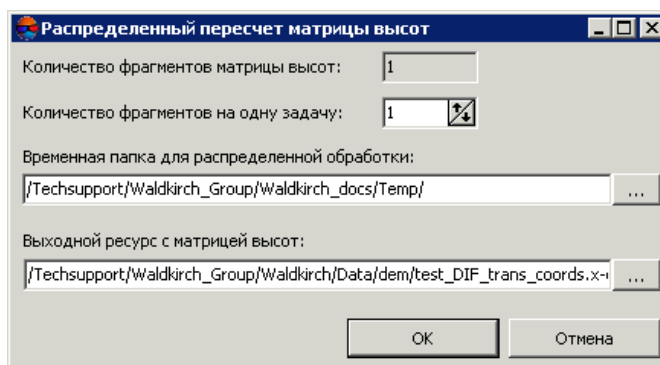 Распределенный пересчет матрицы высот
Количество фрагментов матрицы высот: 1
Количество фрагментов на одну задачу: 1
Временная папка для распределенной обработки:
/Techsupport/Waldkirch_Group/Waldkirch_docs/Temp/ ...
Выходной ресурс с матрицей высот:
/Techsupport/Waldkirch_Group/Waldkirch/Data/dem/test_DIF_trans_coords.x- ...
OK Отмена